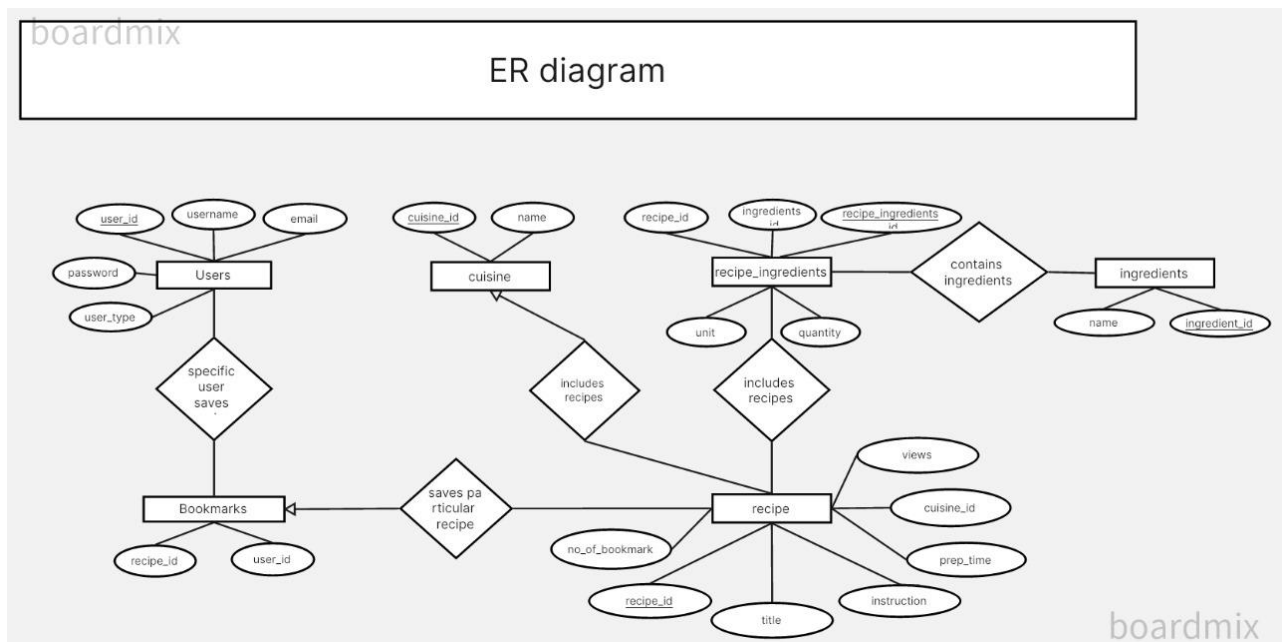 boardmix
ER diagram
user_id
username
email
password
Users
user_type
cuisine_id
name
cuisine
recipe_id
ingredients
id
recipe_ingredients
id
recipe_ingredients
unit
quantity
contains
ingredients
ingredients
name
ingredient_id
specific
user
saves
includes
recipes
includes
recipes
Bookmarks
recipe_id
user_id
saves pa
rticular
recipe
recipe
views
cuisine_id
prep_time
instruction
title
recipe_id
no_of_bookmark
boardmix